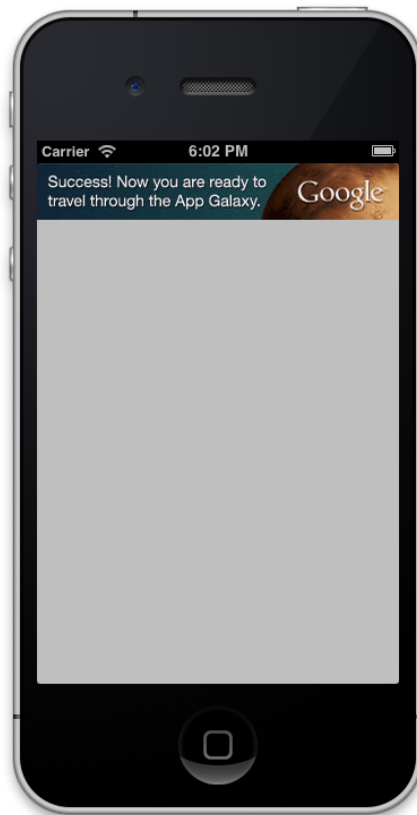 Carrier 6:02 PM
Success! Now you are ready to
travel through the App Galaxy.
Google